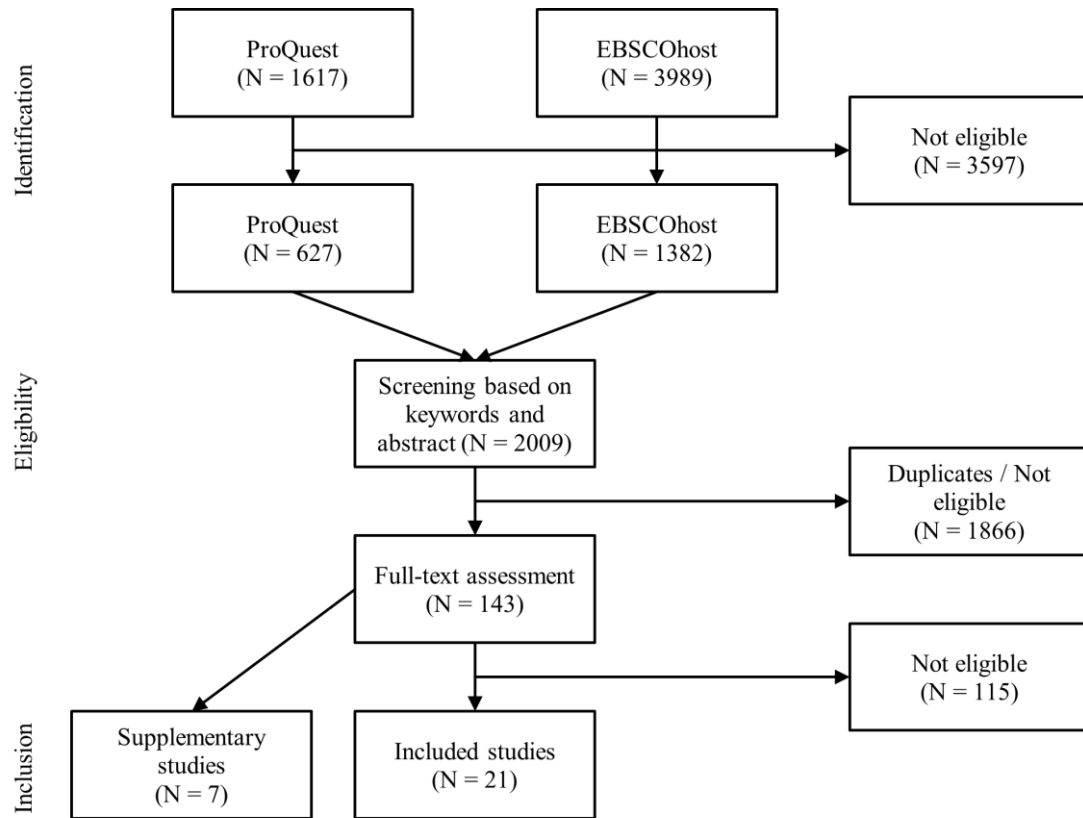 Identification
ProQuest
(N = 1617)
EBSCOhost
(N = 3989)
Not eligible
(N = 3597)
ProQuest
(N = 627)
EBSCOhost
(N = 1382)
Eligibility
Screening based on
keywords and
abstract (N = 2009)
Duplicates / Not
eligible
(N = 1866)
Full-text assessment
(N = 143)
Not eligible
(N = 115)
Inclusion
Supplementary
studies
(N = 7)
Included studies
(N = 21)